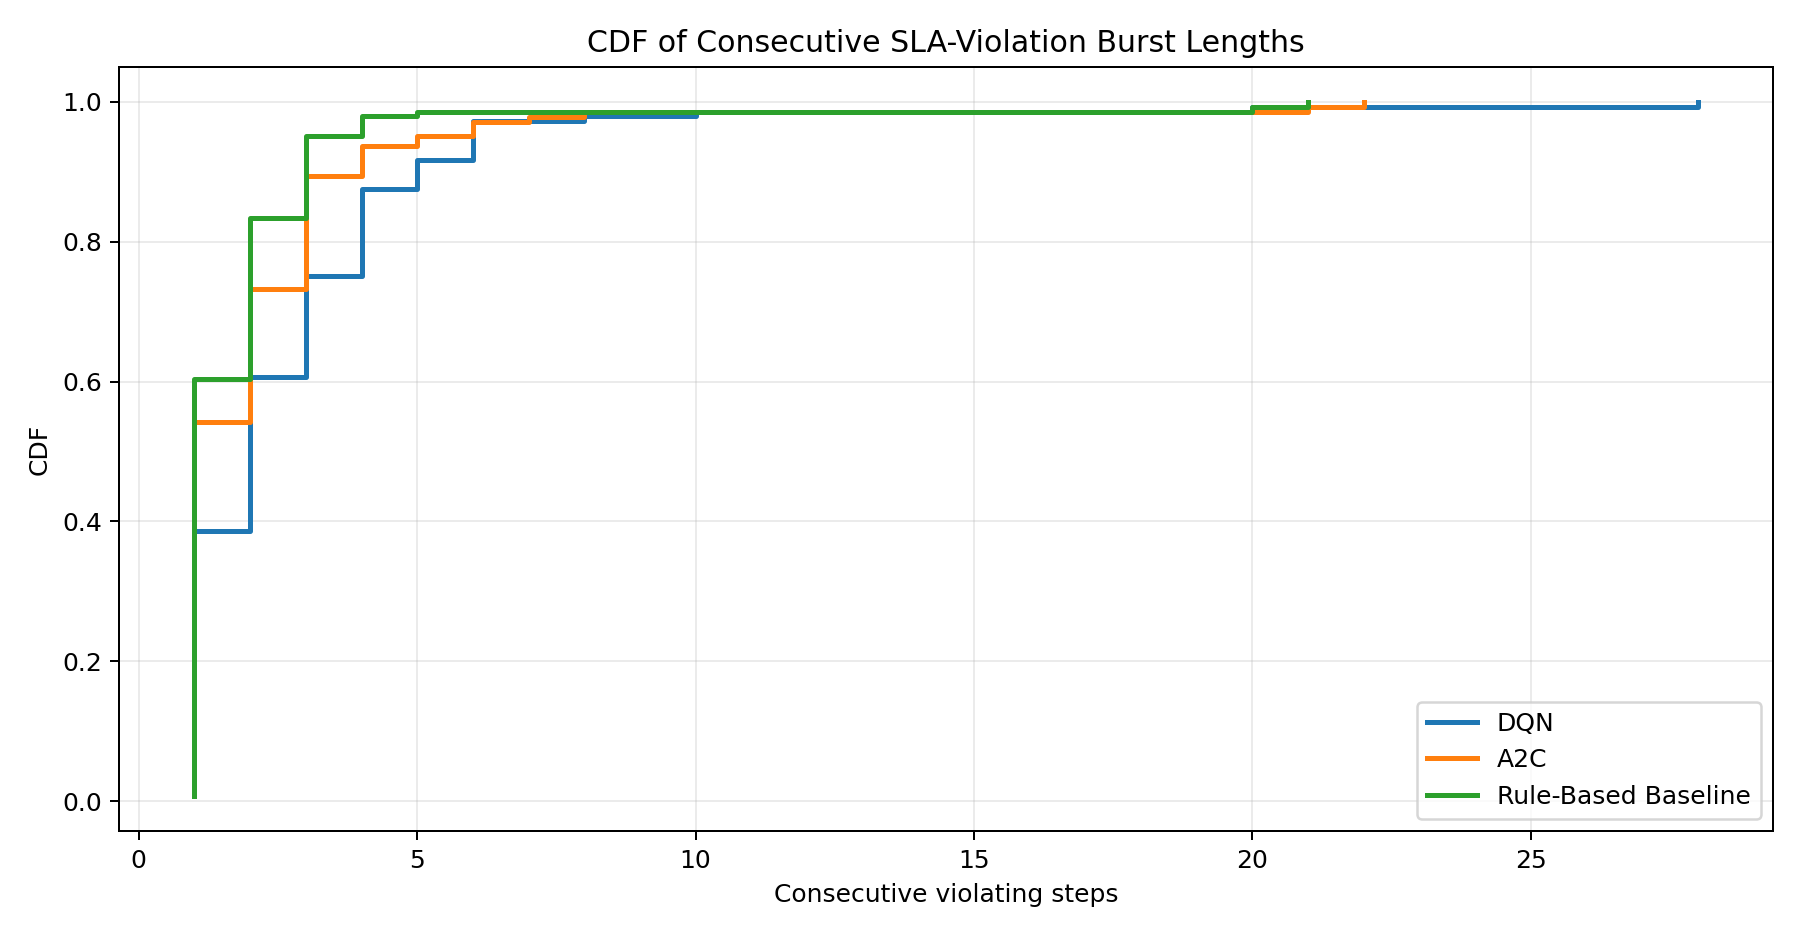 CDF of Consecutive SLA-Violation Burst Lengths
CDF
1.0
0.8
0.6
0.4
0.2
0.0
0 5 10 15 20 25
Consecutive violating steps
DQN
A2C
Rule-Based Baseline